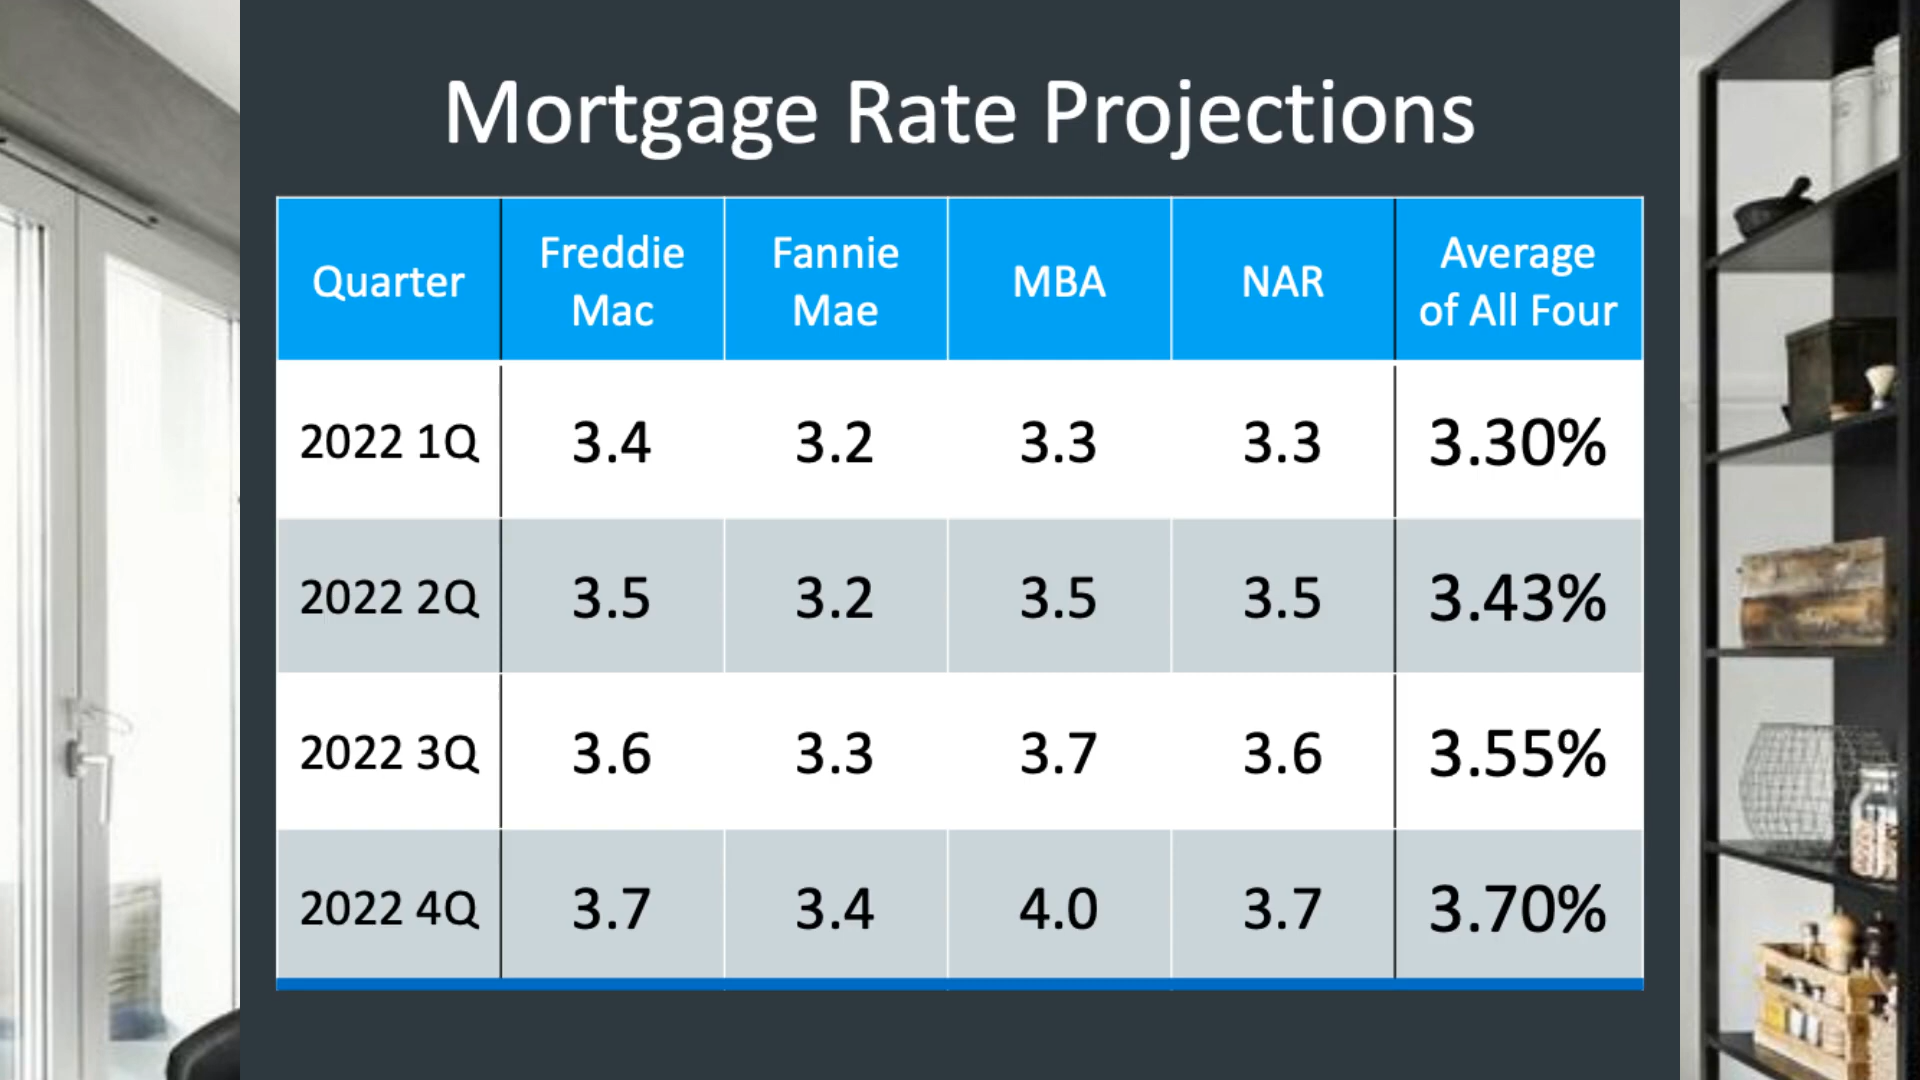 Mortgage Rate Projections
Quarter Freddie Mac Fannie Mae MBA NAR Average of All Four
2022 1Q 3.4 3.2 3.3 3.3 3.30%
2022 2Q 3.5 3.2 3.5 3.5 3.43%
2022 3Q 3.6 3.3 3.7 3.6 3.55%
2022 4Q 3.7 3.4 4.0 3.7 3.70%